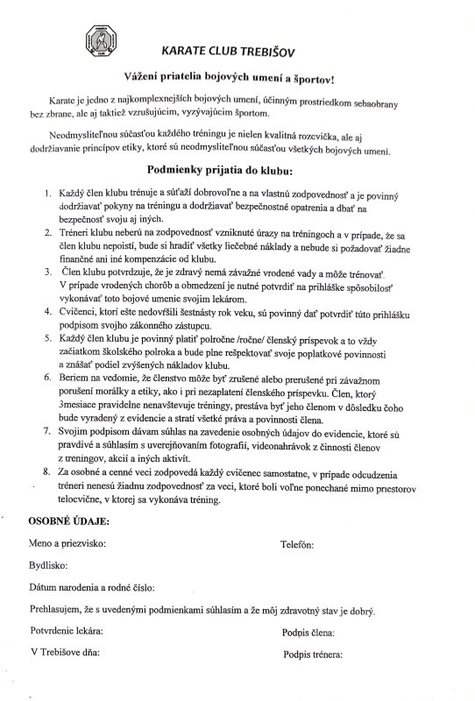 KARATE CLUB TREBIŠOV
Vážení priatelia bojových umení a športov!
Karate je jedno z najkomplexnejších bojových umení, účinným prostriedkom sebaobrany
bez zbrane, ale aj taktiež vzrušujúcim, vyzývajúcim športom.
Neodmysliteľnou súčasťou každého tréningu je nielen kvalitná rozcvička, ale aj
dodržiavanie princípov etiky, ktoré sú neodmysliteľnou súčasťou všetkých bojových umení.
Podmienky prijatia do klubu:
1. Každý člen klubu trénuje a súťaží dobrovoľne a na vlastnú zodpovednosť a je povinný
dodržiavať pokyny na tréningu a dodržiavať bezpečnostné opatrenia a dbať na
bezpečnosť svoju aj iných.
2. Tréneri klubu neberú na zodpovednosť vzniknuté úrazy na tréningoch a v prípade, že sa
člen klubu nepoistí, bude si hradiť všetky liečebné náklady a nebude si požadovať žiadne
finančné ani iné kompenzácie od klubu.
3. Člen klubu potvrdzuje, že je zdravý nemá závažné vrodené vady a môže trénovať.
V prípade vrodených chorôb a obmedzení je nutné potvrdiť na prihláške spôsobilosť
vykonávať toto bojové umenie svojim lekárom.
4. Cvičenci, ktorí ešte nedovŕšili šestnásty rok veku, sú povinný dať potvrdiť túto prihlášku
podpisom svojho zákonného zástupcu.
5. Každý člen klubu je povinný platiť polročne /ročne/ členský príspevok a to vždy
začiatkom školského polroka a bude plne rešpektovať svoje poplatkové povinnosti
a znášať podiel zvýšených nákladov klubu.
6. Beriem na vedomie, že členstvo môže byť zrušené alebo prerušené pri závažnom
porušení morálky a etiky, ako i pri nezaplatení členského príspevku. Člen, ktorý
3mesiace pravidelne nenavštevuje tréningy, prestáva byť jeho členom v dôsledku čoho
bude vyradený z evidencie a stratí všetké práva a povinnosti člena.
7. Svojim podpisom dávam súhlas na zavedenie osobných údajov do evidencie, ktoré sú
pravdivé a súhlasím s uverejňovaním fotografií, videonahrávok z činnosti členov
z treningov, akcií a iných aktivít.
8. Za osobné a cenné veci zodpovedá každý cvičenec samostatne, v prípade odcudzenia
tréneri nenesú žiadnu zodpovednosť za veci, ktoré boli voľne ponechané mimo priestorov
telocvične, v ktorej sa vykonáva tréning.
OSOBNÉ ÚDAJE:
Meno a priezvisko: Telefón:
Bydlisko:
Dátum narodenia a rodné číslo:
Prehlasujem, že s uvedenými podmienkami súhlasím a že môj zdravotný stav je dobrý.
Potvrdenie lekára: Podpis člena:
V Trebišove dňa: Podpis trénera: